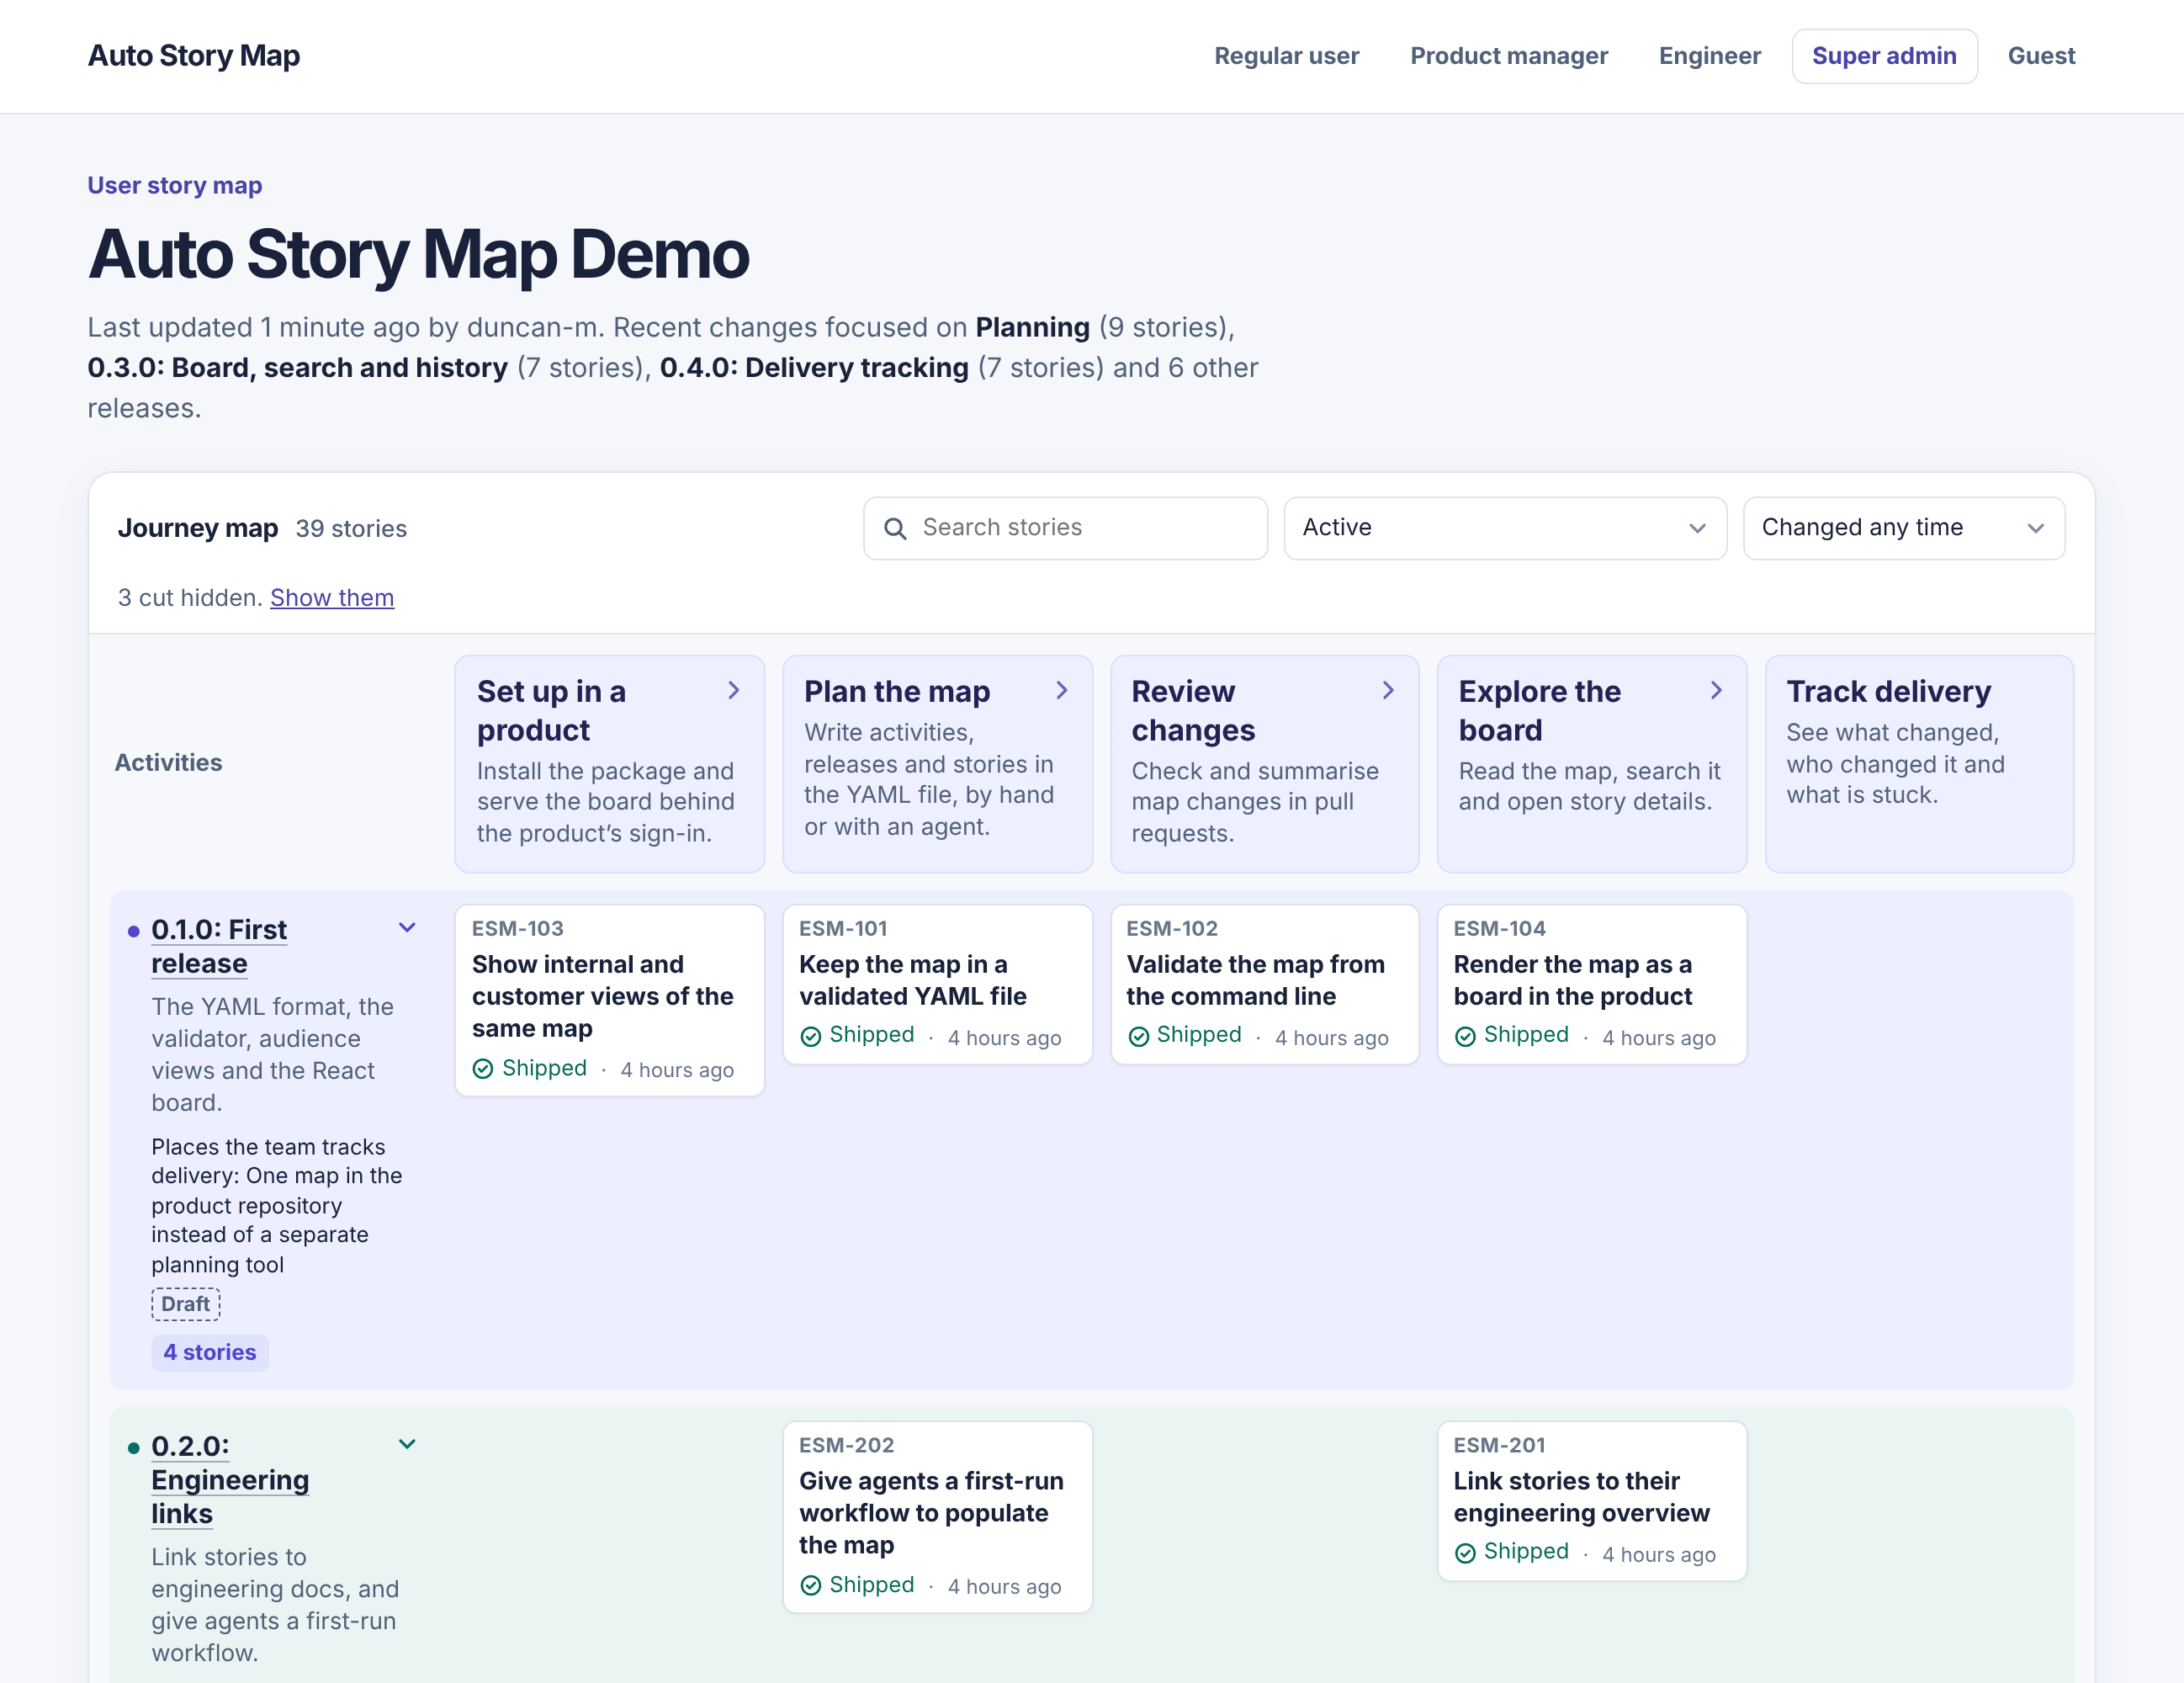 Auto Story Map
Regular user
Product manager
Engineer
Super admin
Guest
User story map
Auto Story Map Demo
Last updated 1 minute ago by duncan-m. Recent changes focused on Planning (9 stories),
0.3.0: Board, search and history (7 stories), 0.4.0: Delivery tracking (7 stories) and 6 other
releases.
Journey map 39 stories
Search stories
Active
Changed any time
3 cut hidden. Show them
Activities
Set up in a
product
Install the package and
serve the board behind
the product’s sign-in.
Plan the map
Write activities,
releases and stories in
the YAML file, by hand
or with an agent.
Review
changes
Check and summarise
map changes in pull
requests.
Explore the
board
Read the map, search it
and open story details.
Track delivery
See what changed,
who changed it and
what is stuck.
0.1.0: First
release
The YAML format, the
validator, audience
views and the React
board.
Places the team tracks
delivery: One map in the
product repository
instead of a separate
planning tool
Draft
4 stories
ESM-103
Show internal and
customer views of the
same map
Shipped · 4 hours ago
ESM-101
Keep the map in a
validated YAML file
Shipped · 4 hours ago
ESM-102
Validate the map from
the command line
Shipped · 4 hours ago
ESM-104
Render the map as a
board in the product
Shipped · 4 hours ago
0.2.0:
Engineering
links
Link stories to
engineering docs, and
give agents a first-run
workflow.
ESM-202
Give agents a first-run
workflow to populate
the map
Shipped · 4 hours ago
ESM-201
Link stories to their
engineering overview
Shipped · 4 hours ago